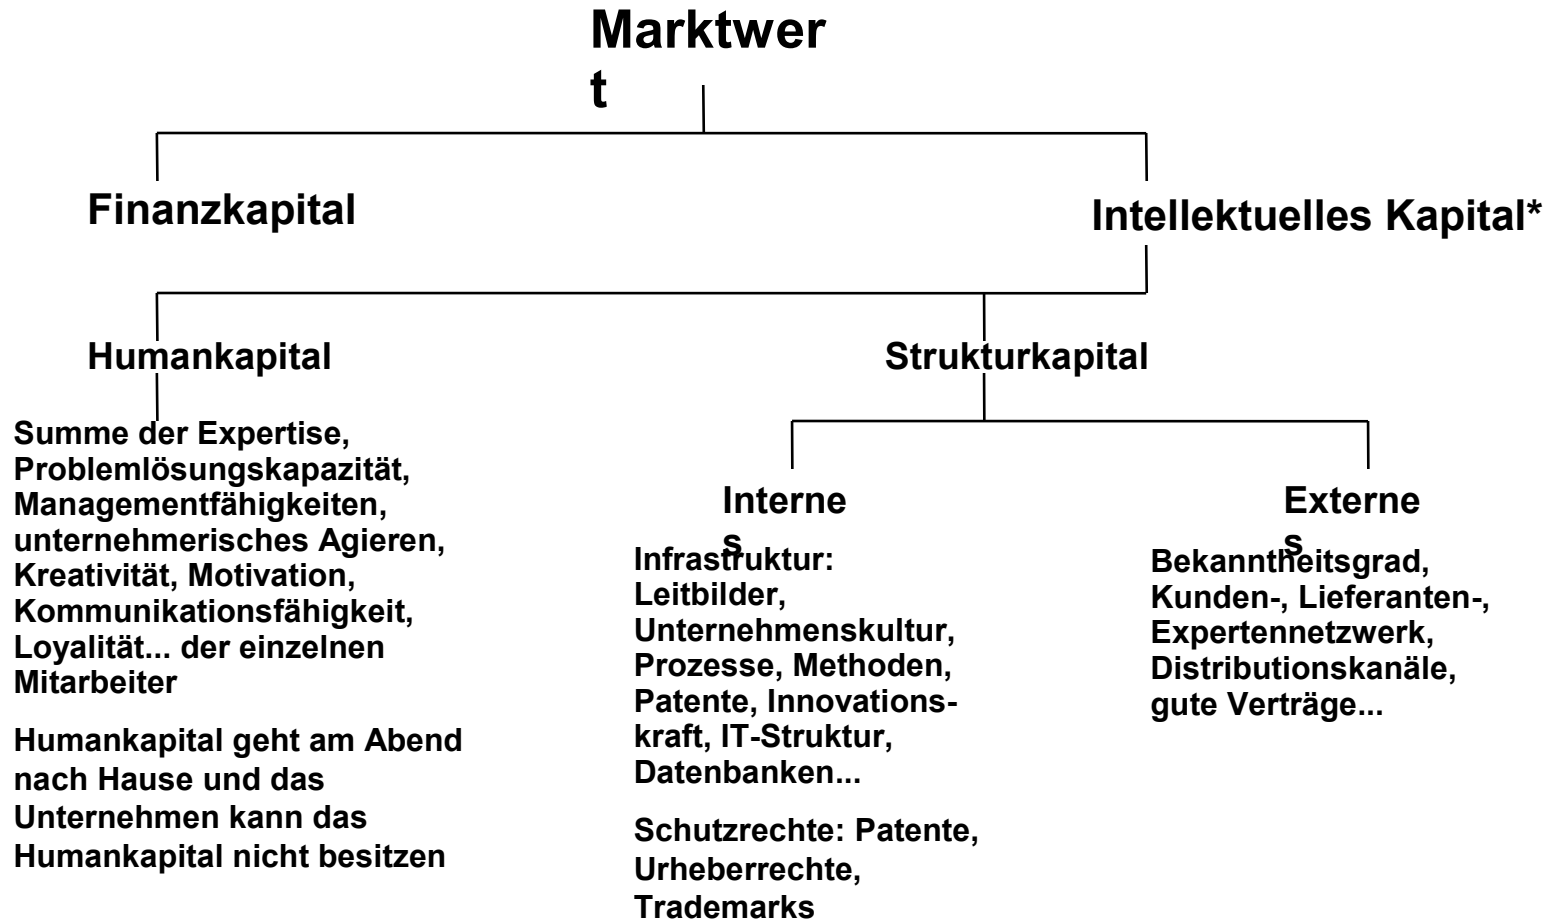 Marktwer
t
Finanzkapital
Intellektuelles Kapital*
Humankapital
Strukturkapital
Summe der Expertise,
Problemlösungskapazität,
Managementfähigkeiten,
unternehmerisches Agieren,
Kreativität, Motivation,
Kommunikationsfähigkeit,
Loyalität... der einzelnen
Mitarbeiter
Humankapital geht am Abend
nach Hause und das
Unternehmen kann das
Humankapital nicht besitzen
Interne
s
Infrastruktur:
Leitbilder,
Unternehmenskultur,
Prozesse, Methoden,
Patente, Innovations-
kraft, IT-Struktur,
Datenbanken...
Schutzrechte: Patente,
Urheberrechte,
Trademarks
Externe
s
Bekanntheitsgrad,
Kunden-, Lieferanten-,
Expertennetzwerk,
Distributionskanäle,
gute Verträge...